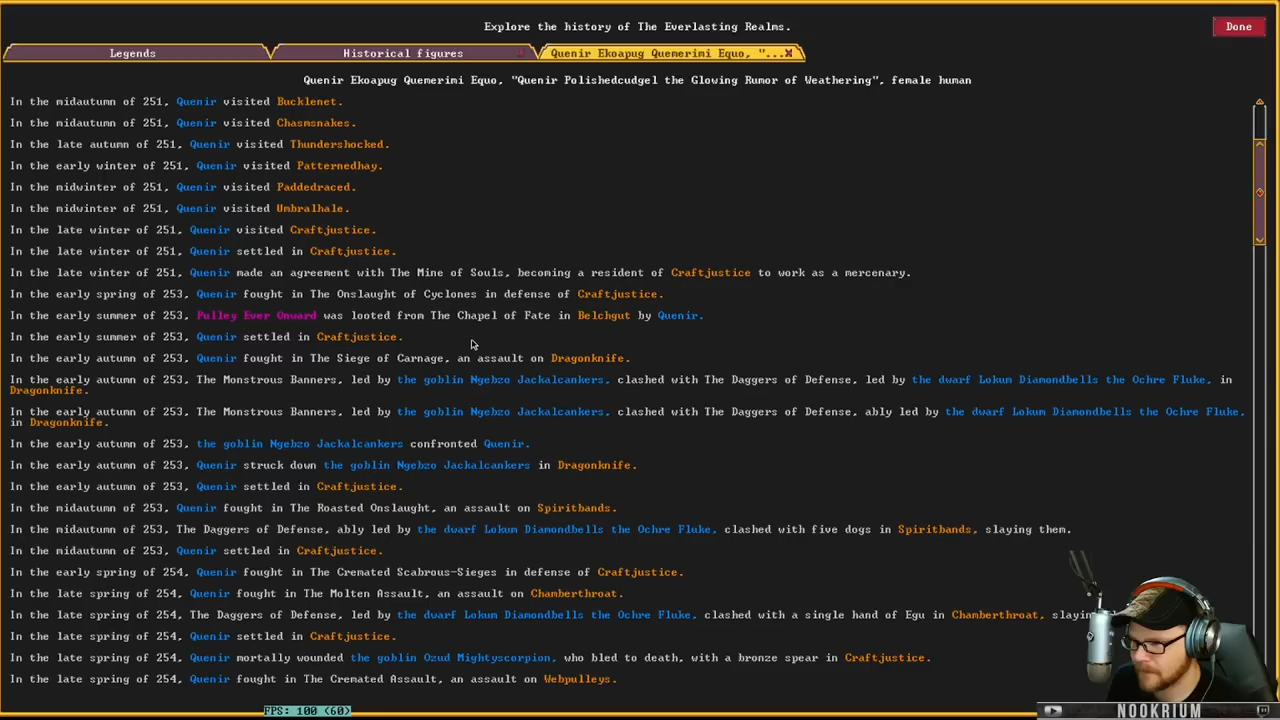 Explore the history of The Everlasting Realms.
Done
Legends
Historical figures
Quenir Ekoapug Quemerimi Equo, "...
Quenir Ekoapug Quemerimi Equo, "Quenir Polishedcudgel the Glowing Rumor of Weathering", female human
In the midautumn of 251, Quenir visited Bucklenet.
In the midautumn of 251, Quenir visited Chasmsnakes.
In the late autumn of 251, Quenir visited Thundershocked.
In the early winter of 251, Quenir visited Patternedhay.
In the midwinter of 251, Quenir visited Paddedraced.
In the midwinter of 251, Quenir visited Umbralhale.
In the late winter of 251, Quenir visited Craftjustice.
In the late winter of 251, Quenir settled in Craftjustice.
In the late winter of 251, Quenir made an agreement with The Mine of Souls, becoming a resident of Craftjustice to work as a mercenary.
In the early spring of 253, Quenir fought in The Onslaught of Cyclones in defense of Craftjustice.
In the early summer of 253, Pulley Ever Onward was looted from The Chapel of Fate in Belchgut by Quenir.
In the early summer of 253, Quenir settled in Craftjustice.
In the early autumn of 253, Quenir fought in The Siege of Carnage, an assault on Dragonknife.
In the early autumn of 253, The Monstrous Banners, led by the goblin Ngebzo Jackalcankers, clashed with The Daggers of Defense, led by the dwarf Lokum Diamondbells the Ochre Fluke, in
Dragonknife.
In the early autumn of 253, The Monstrous Banners, led by the goblin Ngebzo Jackalcankers, clashed with The Daggers of Defense, ably led by the dwarf Lokum Diamondbells the Ochre Fluke,
in Dragonknife.
In the early autumn of 253, the goblin Ngebzo Jackalcankers confronted Quenir.
In the early autumn of 253, Quenir struck down the goblin Ngebzo Jackalcankers in Dragonknife.
In the early autumn of 253, Quenir settled in Craftjustice.
In the midautumn of 253, Quenir fought in The Roasted Onslaught, an assault on Spiritbands.
In the midautumn of 253, The Daggers of Defense, ably led by the dwarf Lokum Diamondbells the Ochre Fluke, clashed with five dogs in Spiritbands, slaying them.
In the midautumn of 253, Quenir settled in Craftjustice.
In the early spring of 254, Quenir fought in The Cremated Scabrous-Sieges in defense of Craftjustice.
In the late spring of 254, Quenir fought in The Molten Assault, an assault on Chamberthroat.
In the late spring of 254, The Daggers of Defense, led by the dwarf Lokum Diamondbells the Ochre Fluke, clashed with a single hand of Egu in Chamberthroat,
In the late spring of 254, Quenir settled in Craftjustice.
In the late spring of 254, Quenir mortally wounded the goblin Ozud Mightyscorpion, who bled to death, with a bronze spear in Craftjustice.
In the late spring of 254, Quenir fought in The Cremated Assault, an assault on Webpulleys.
FPS: 100 (60)
NOOKRIUM